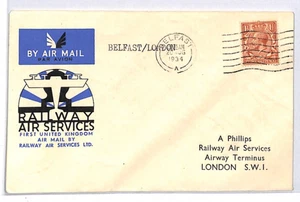 BY AIR MAIL
PAR AVION
BELFAST/LONDON
BELFAST
1934
A
RAILWAY
AIR SERVICES
FIRST UNITED KINGDOM
AIR MAIL BY
RAILWAY AIR SERVICES LTD.
A Phillips
Railway Air Services
Airway Terminus
LONDON S.W.1.